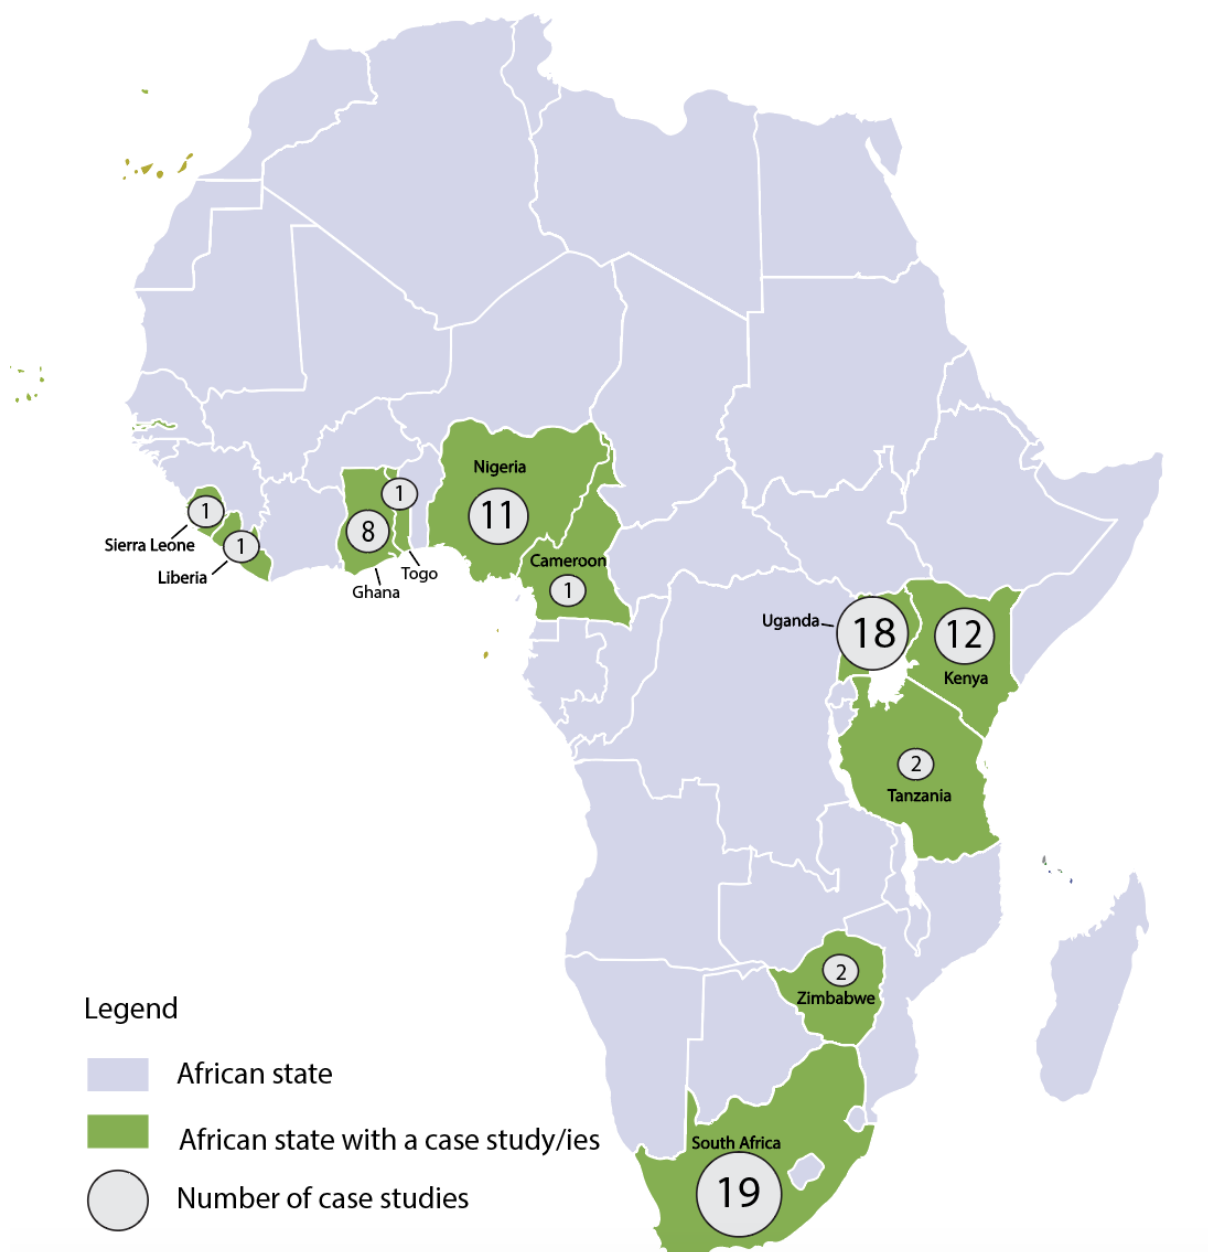 Nigeria
11
1
8
1
Sierra Leone
1
Liberia
Togo
Ghana
Cameroon
1
Uganda
18
12
Kenya
2
Tanzania
2
Zimbabwe
South Africa
19
Legend
African state
African state with a case study/ies
Number of case studies